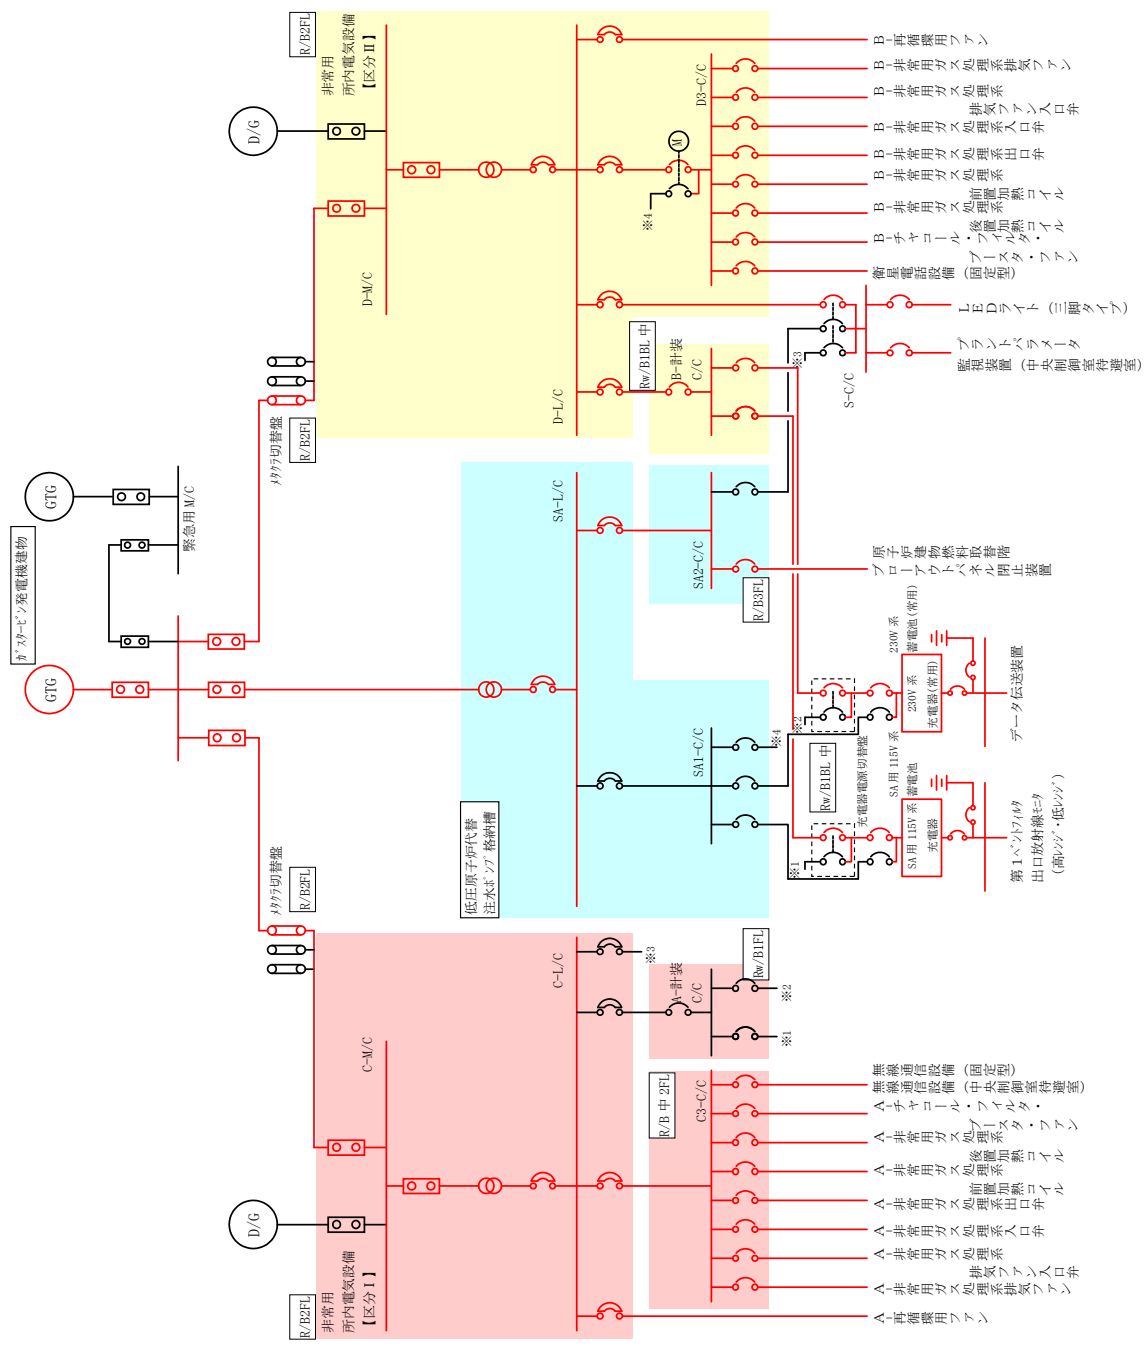 ｶﾞｽﾀｰﾋﾞﾝ発電機建物
GTG
GTG
緊急用M/C
ﾒﾀｸﾗ切替盤
R/B2FL
ﾒﾀｸﾗ切替盤
R/B2FL
R/B2FL
非常用
所内電気設備
【区分Ⅰ】
D/G
C-M/C
C-L/C
※3
R/B 中 2FL
C3-C/C
A-計装
C/C
Rw/B1FL
※1
※2
A-再循環用ファン
A-非常用ガス処理系排気ファン
A-非常用ガス処理系
排気ファン入口弁
A-非常用ガス処理系入口弁
A-非常用ガス処理系出口弁
A-非常用ガス処理系
前置加熱コイル
A-非常用ガス処理系
後置加熱コイル
A-チャコール・フィルタ・
ブースタ・ファン
無線通信設備（中央制御室待避室）
無線通信設備（固定型）
低圧原子炉代替
注水ﾎﾟﾝﾌﾟ格納槽
SA-L/C
SA1-C/C
※4
SA2-C/C
R/B3FL
原子炉建物燃料取替階
ブローアウトパネル閉止装置
R/B2FL
非常用
所内電気設備
【区分Ⅱ】
D/G
D-M/C
D-L/C
※4
M
D3-C/C
Rw/B1BL 中
B-計装
C/C
B-再循環用ファン
B-非常用ガス処理系排気ファン
B-非常用ガス処理系
排気ファン入口弁
B-非常用ガス処理系入口弁
B-非常用ガス処理系出口弁
B-非常用ガス処理系
前置加熱コイル
B-非常用ガス処理系
後置加熱コイル
B-チャコール・フィルタ・
ブースタ・ファン
衛星電話設備（固定型）
※3
S-C/C
LEDライト（三脚タイプ）
プラントパラメータ
監視装置（中央制御室待避室）
※1
※2
Rw/B1BL 中
充電器電源切替盤
SA用115V系
蓄電池
SA用115V系
充電器
第1ﾍﾞﾝﾄﾌｨﾙﾀ
出口放射線ﾓﾆﾀ
(高ﾚﾝｼﾞ・低ﾚﾝｼﾞ)
230V系
蓄電池(常用)
230V系
充電器(常用)
データ伝送装置